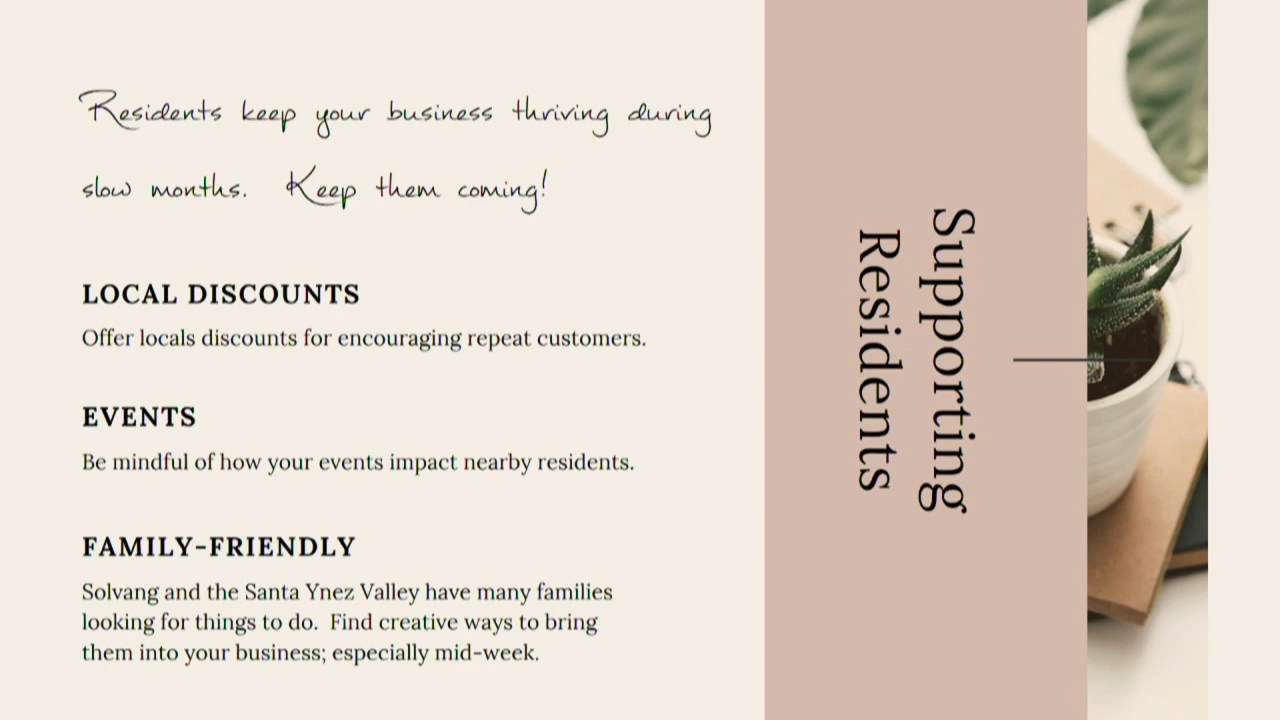 Residents keep your business thriving during
slow months. Keep them coming!
LOCAL DISCOUNTS
Offer locals discounts for encouraging repeat customers.
EVENTS
Be mindful of how your events impact nearby residents.
FAMILY-FRIENDLY
Solvang and the Santa Ynez Valley have many families
looking for things to do. Find creative ways to bring
them into your business; especially mid-week.
Supporting
Residents